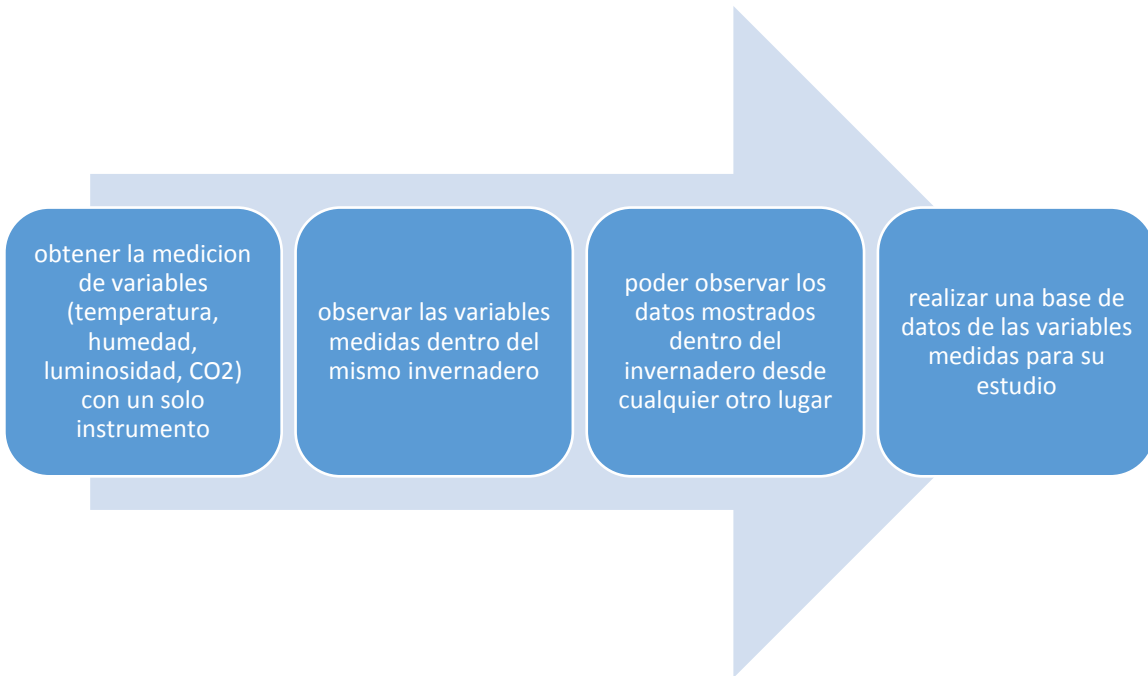 obtener la medicion
de variables
(temperatura,
humedad,
luminosidad, CO2)
con un solo
instrumento
observar las variables
medidas dentro del
mismo invernadero
poder observar los
datos mostrados
dentro del
invernadero desde
cualquier otro lugar
realizar una base de
datos de las variables
medidas para su
estudio